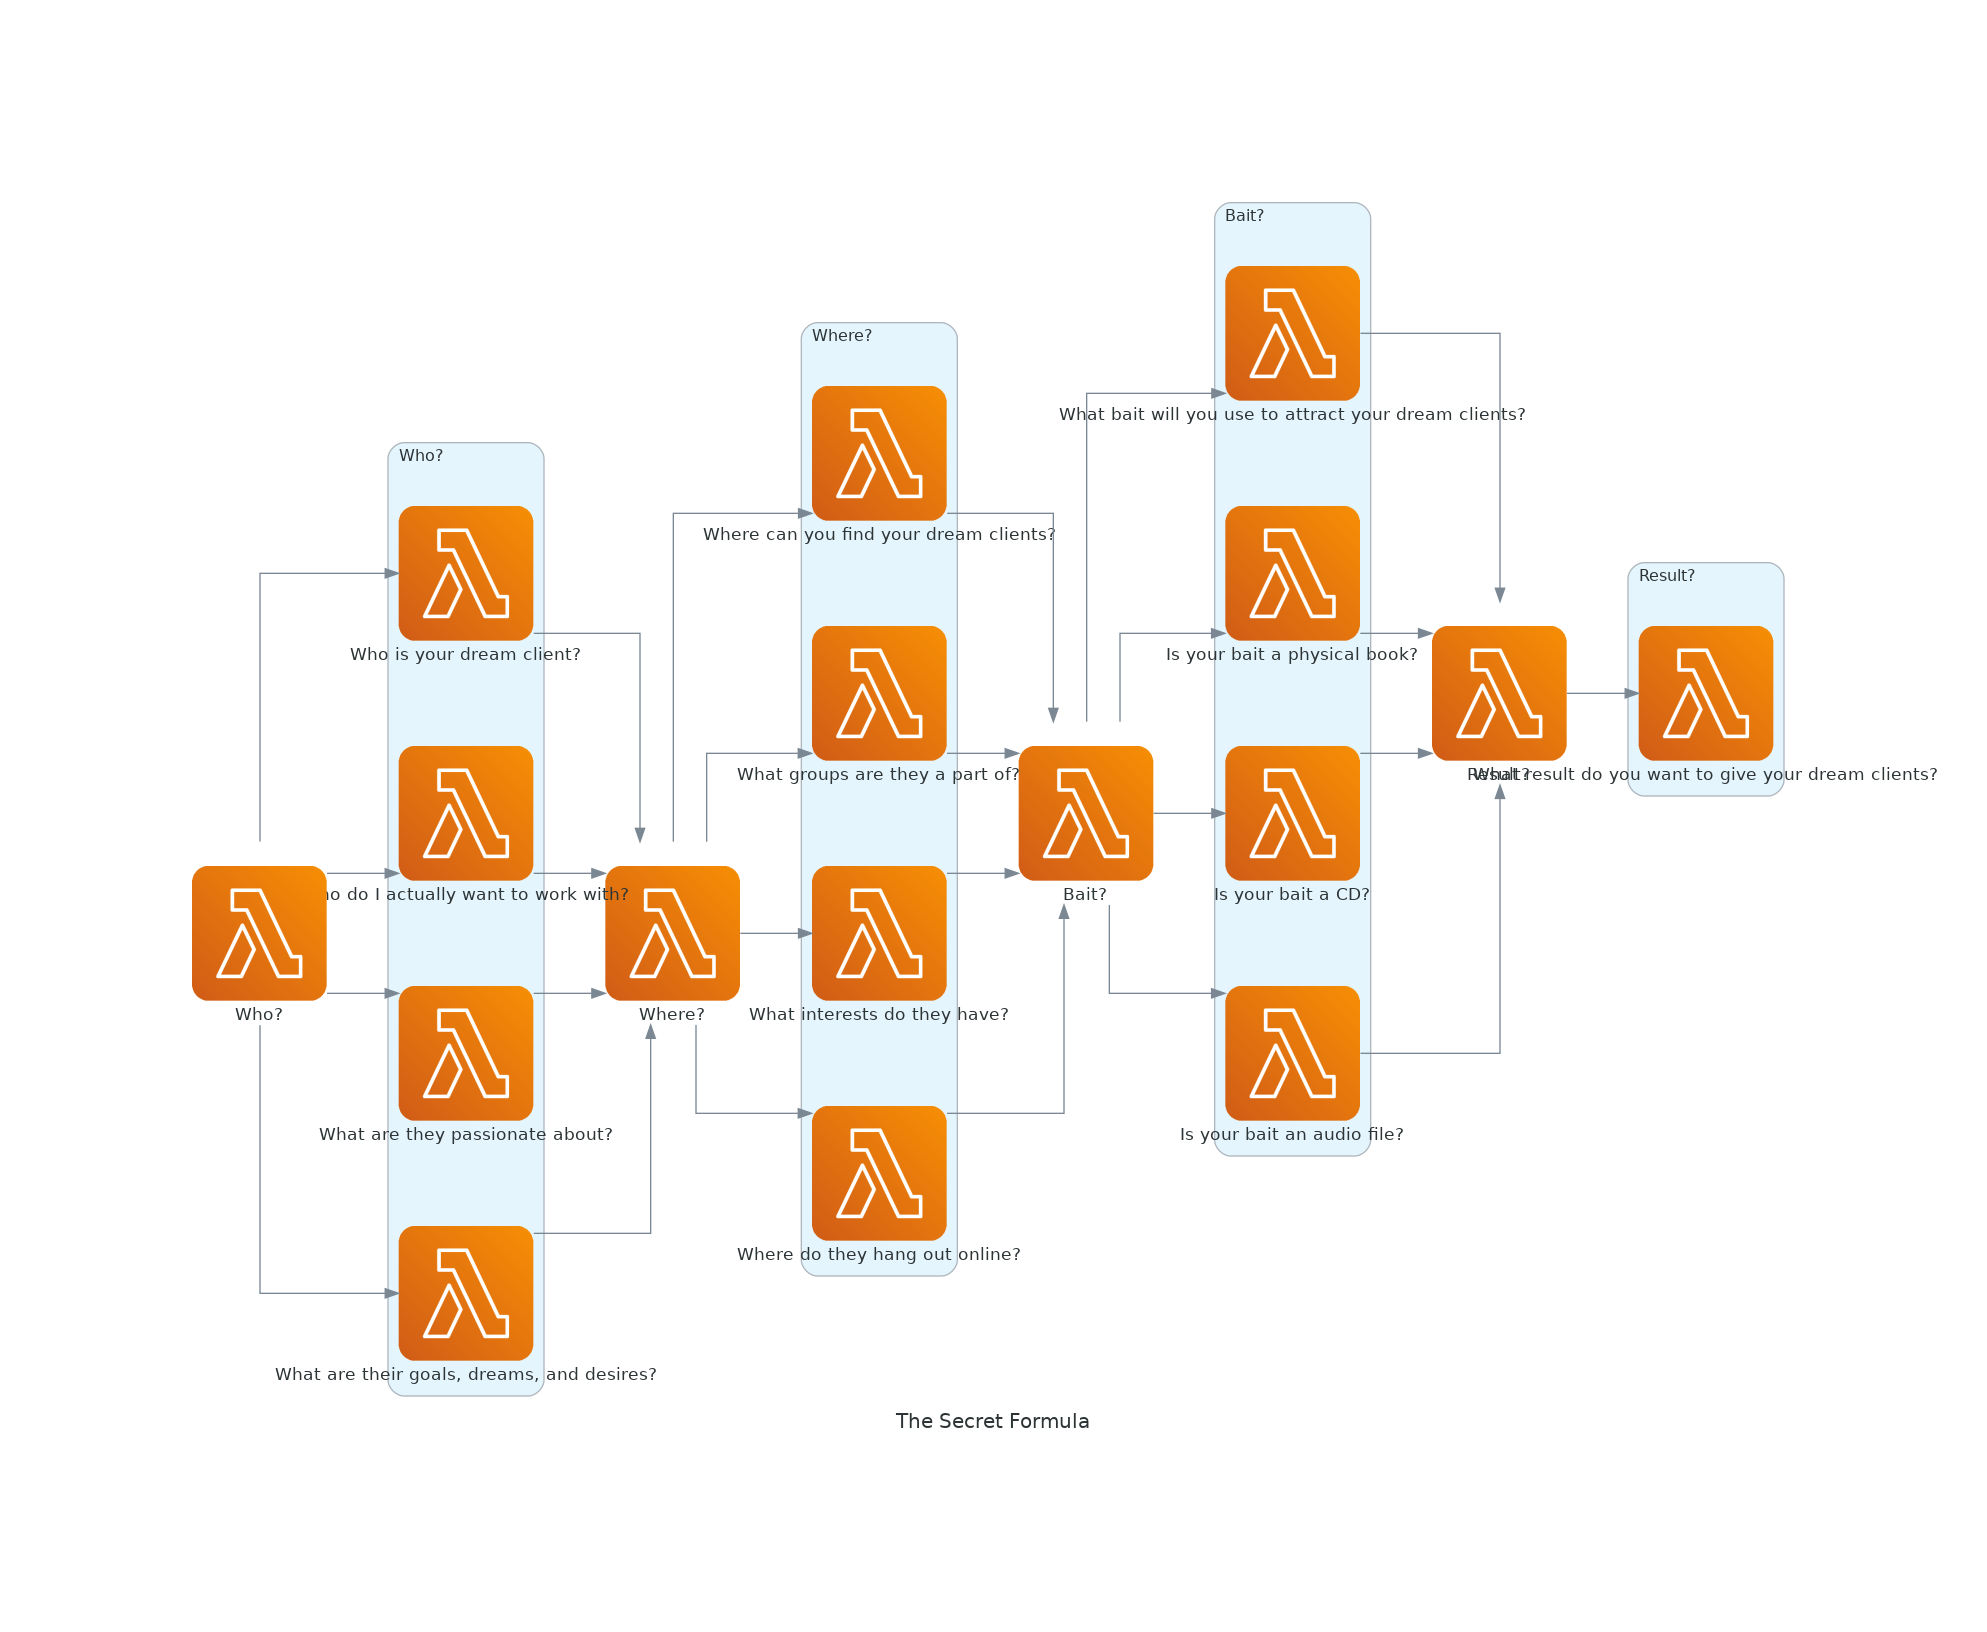 Bait?
What bait will you use to attract your dream clients?
Where?
Where can you find your dream clients?
Who?
Who is your dream client?
Is your bait a physical book?
Result?
What groups are they a part of?
Result?
What result do you want to give your dream clients?
do I actually want to work with?
Bait?
Is your bait a CD?
Who?
Where?
What interests do they have?
What are they passionate about?
Is your bait an audio file?
Where do they hang out online?
What are their goals, dreams, and desires?
The Secret Formula